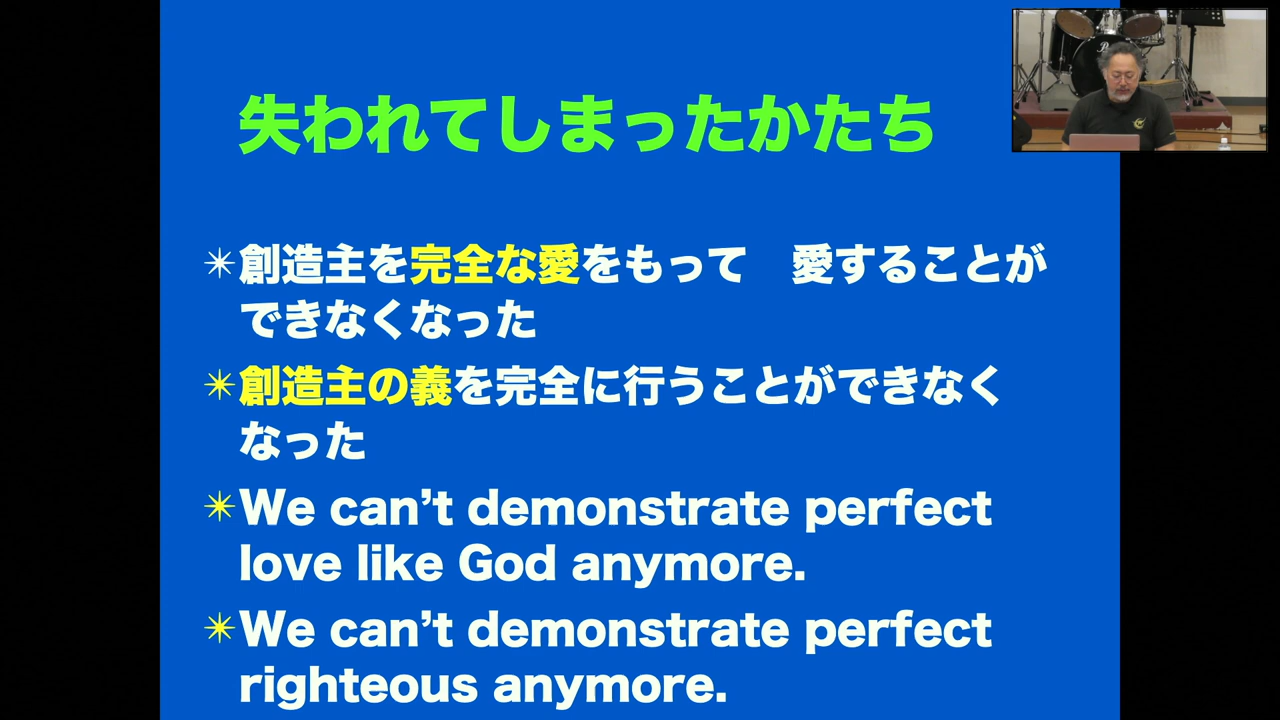 失われてしまったかたち
創造主を完全な愛をもって　愛することが
できなくなった
創造主の義を完全に行うことができなく
なった
We can’t demonstrate perfect
love like God anymore.
We can’t demonstrate perfect
righteous anymore.